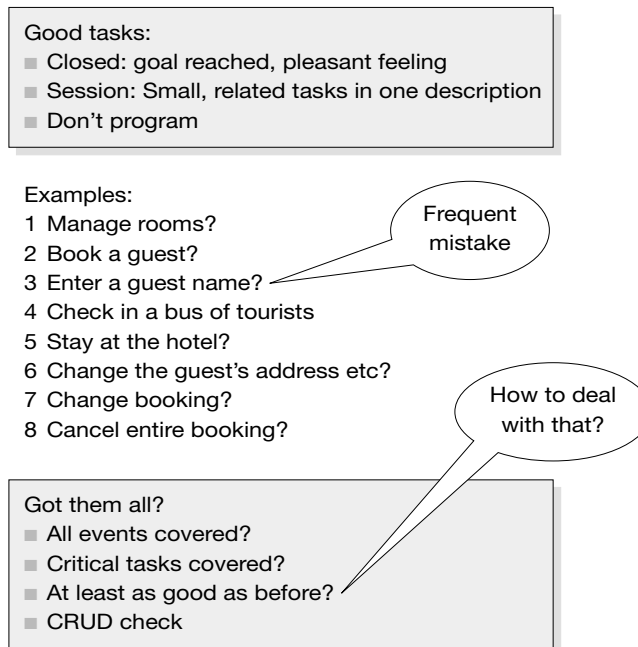 Good tasks:
■ Closed: goal reached, pleasant feeling
■ Session: Small, related tasks in one description
■ Don't program
Examples:
1 Manage rooms?
2 Book a guest?
3 Enter a guest name?
4 Check in a bus of tourists
5 Stay at the hotel?
6 Change the guest's address etc?
7 Change booking?
8 Cancel entire booking?
Frequent
mistake
How to deal
with that?
Got them all?
■ All events covered?
■ Critical tasks covered?
■ At least as good as before?
■ CRUD check